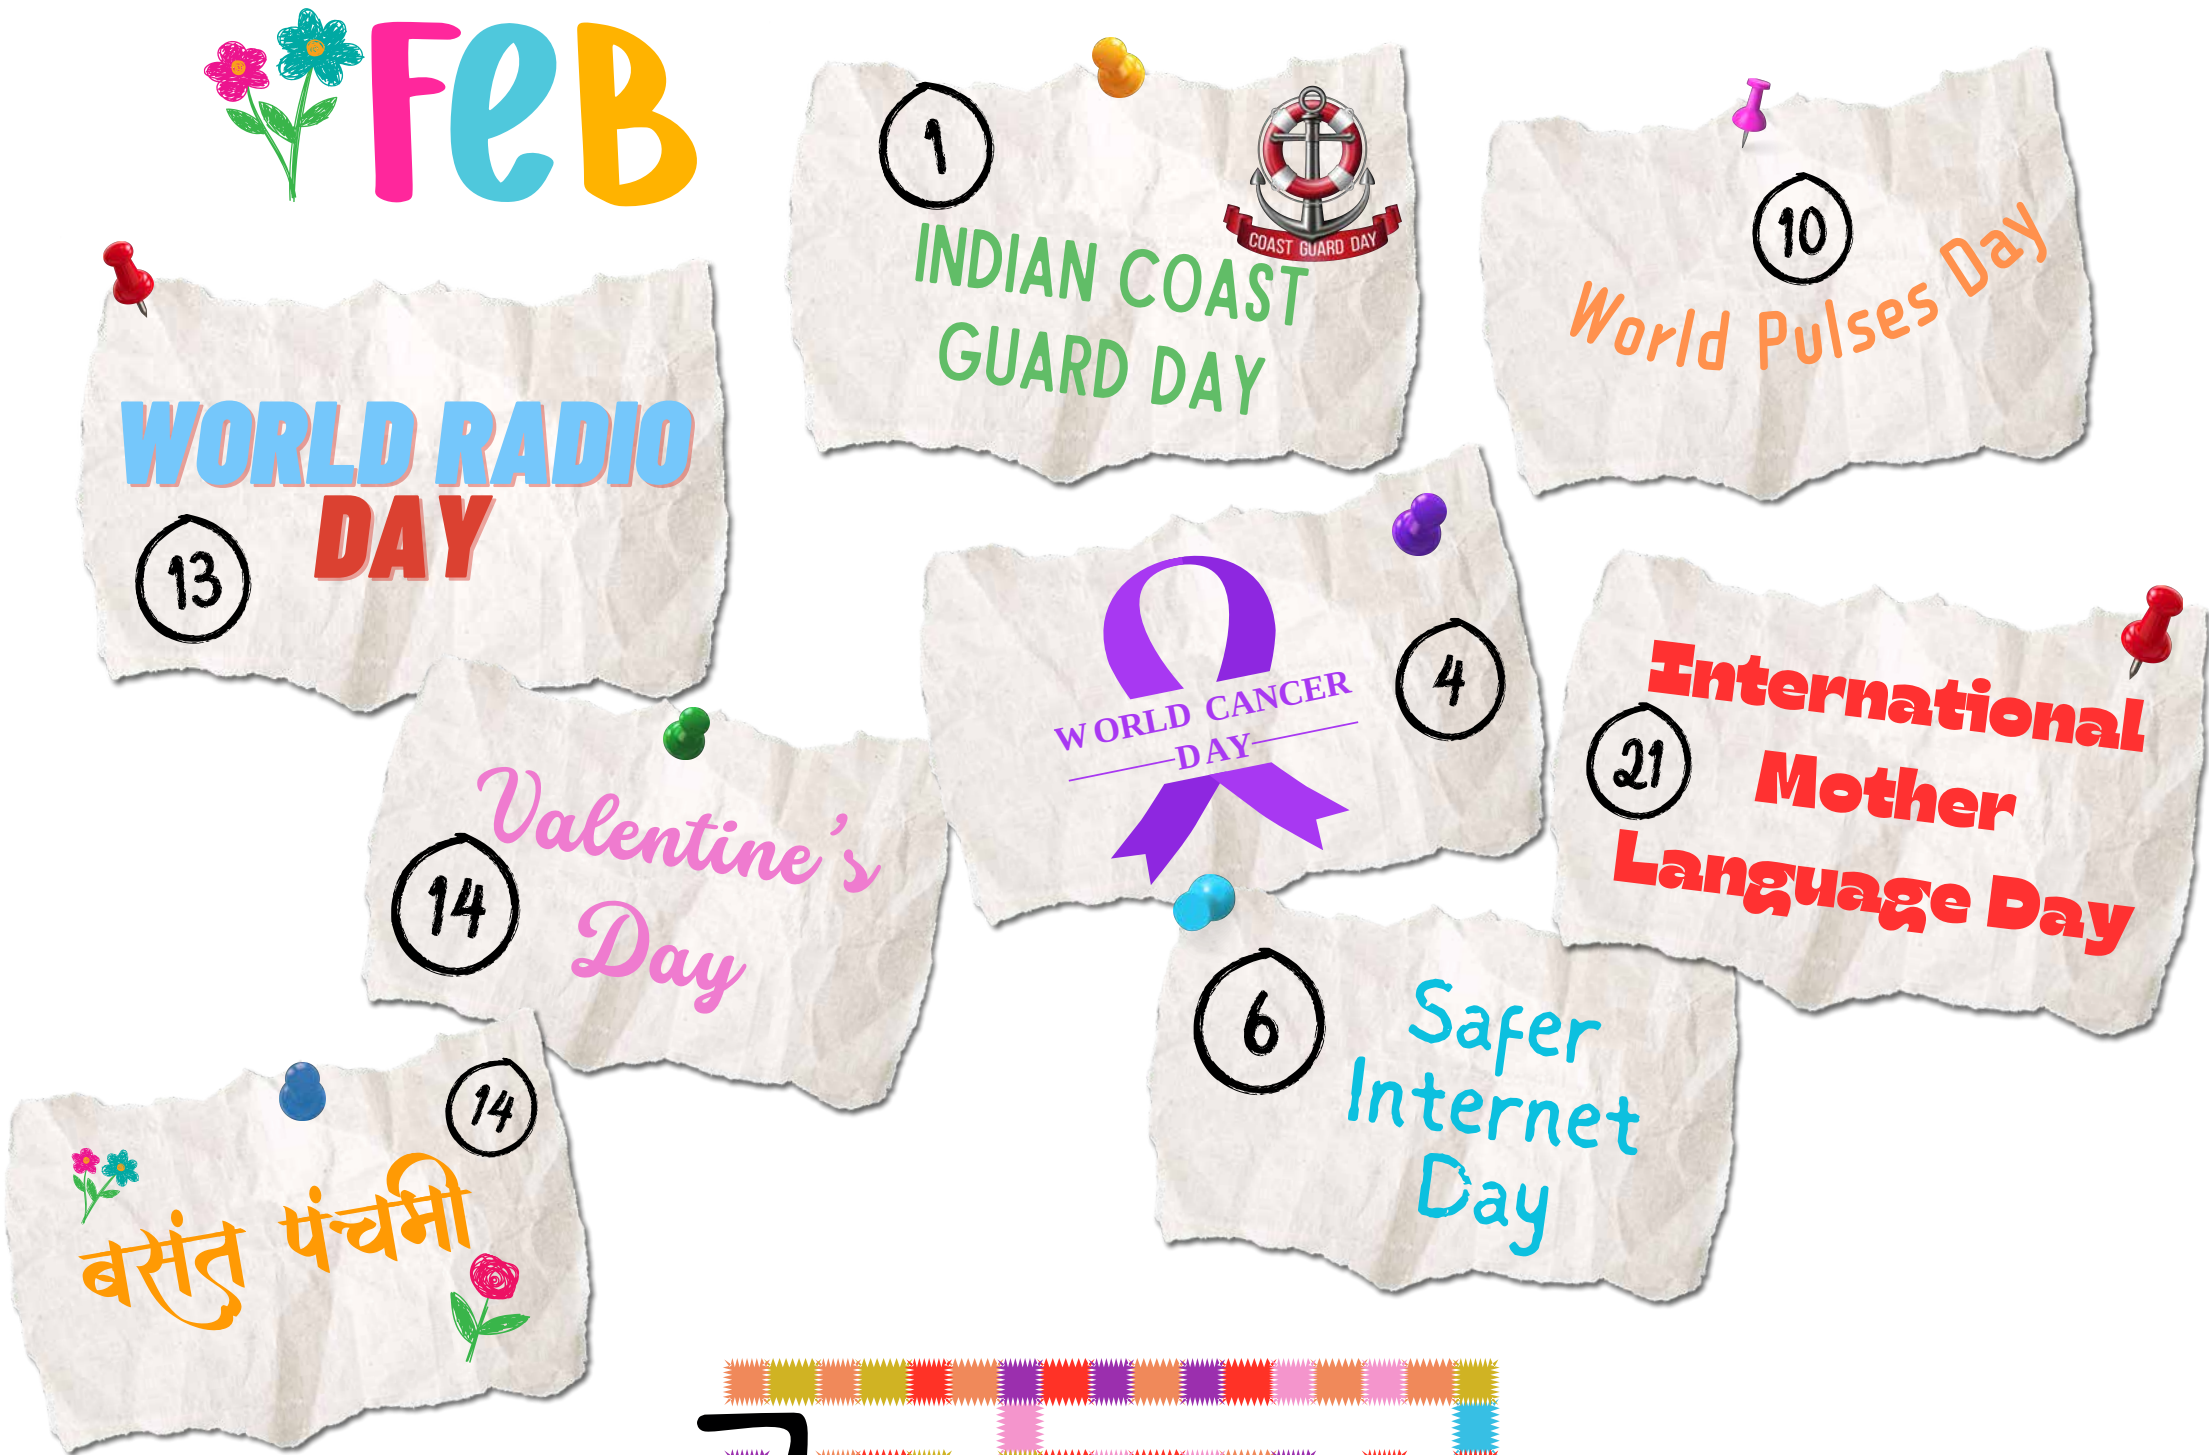 FeB
1
COAST GUARD DAY
INDIAN COAST
GUARD DAY
10
World Pulses Day
WORLD RADIO
DAY
13
WORLD CANCER
DAY
4
International
21
Mother
Language Day
Valentine's
14
Day
6
Safer
Internet
Day
14
बसंत पंचमी